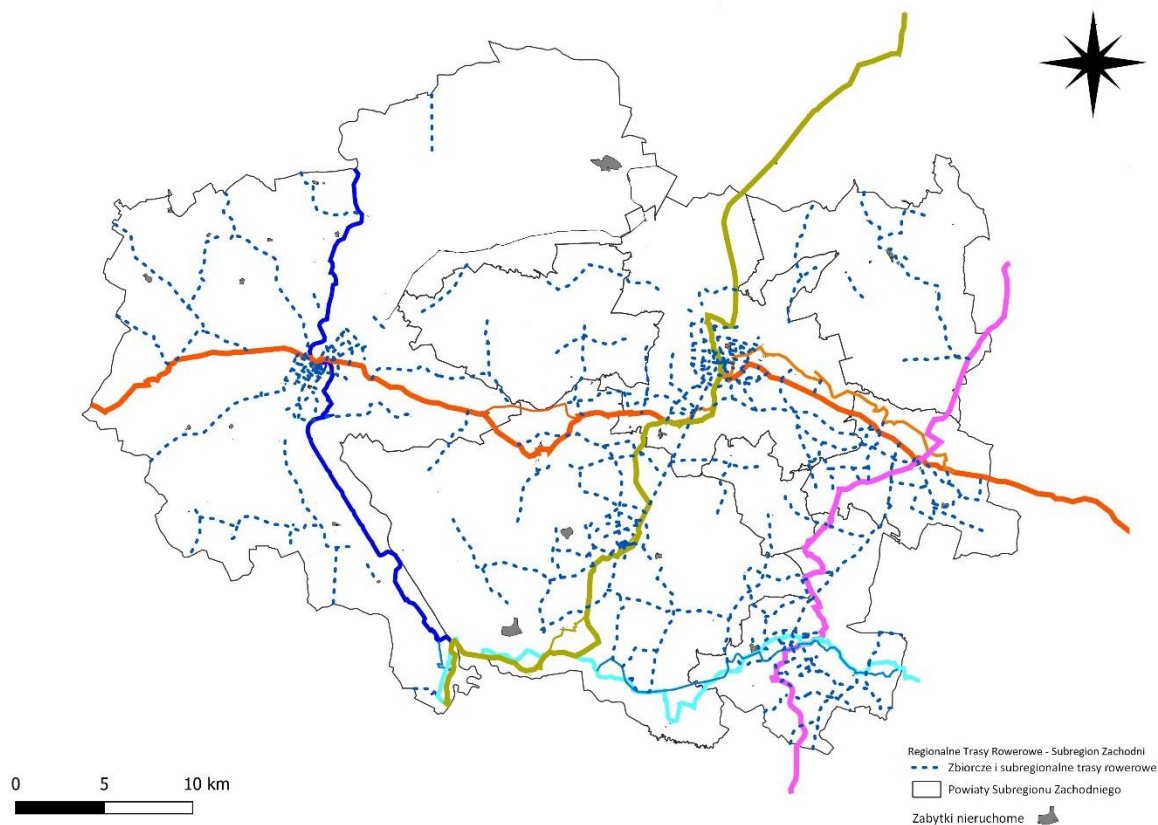 0 5 10 km
Regionalne Trasy Rowerowe - Subregion Zachodni
Zbiorcze i subregionalne trasy rowerowe
Powiaty Subregionu Zachodniego
Zabytki nieruchome